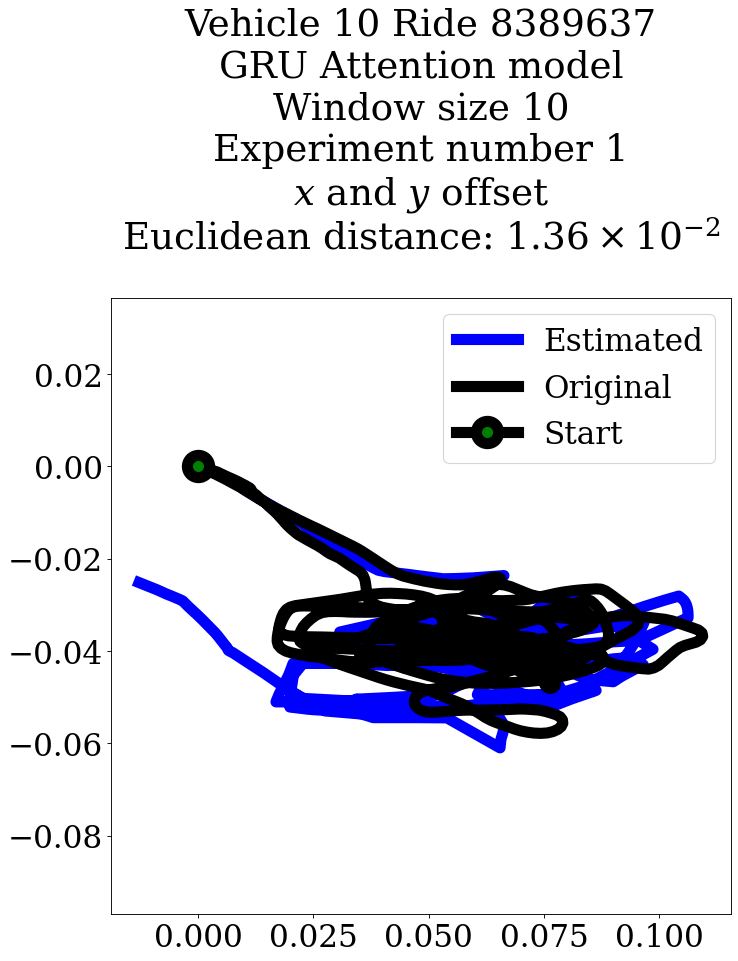 Vehicle 10 Ride 8389637
GRU Attention model
Window size 10
Experiment number 1
x and y offset
Euclidean distance: 1.36 × 10⁻²
Estimated
Original
Start
0.02
0.00
−0.02
−0.04
−0.06
−0.08
0.000 0.025 0.050 0.075 0.100